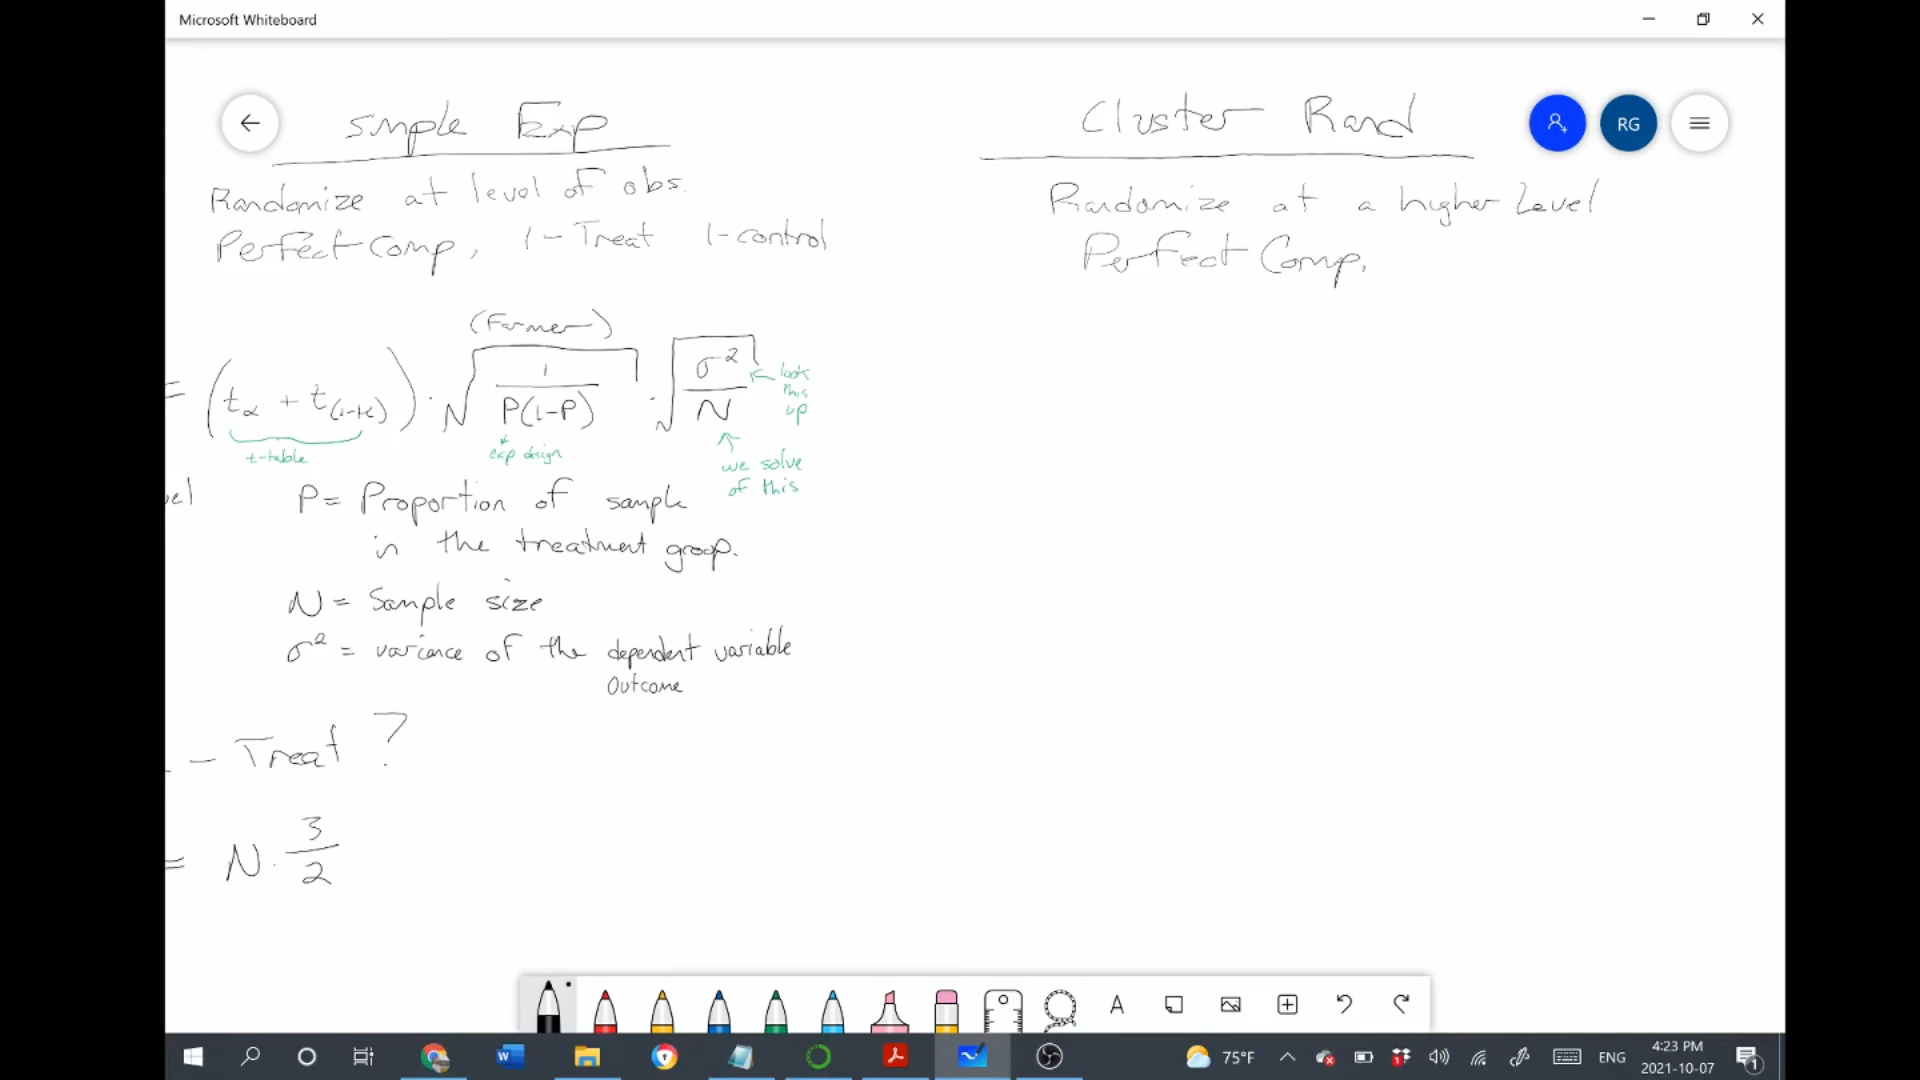 Microsoft Whiteboard
Simple Exp
Randomize at level of obs.
Perfect Comp, 1-Treat 1-control
(Former)
= (tα + t(1-K)) · √1/P(1-P) · √σ²/N
look
this
up
t-table
exp design
we solve
of this
P = Proportion of sample
in the treatment group.
N = Sample size
σ² = variance of the dependent variable
Outcome
- Treat ?
= N · 3/2
Cluster Rand
Randomize at a higher Level
Perfect Comp.
RG
A
75°F
ENG
4:23 PM
2021-10-07
1